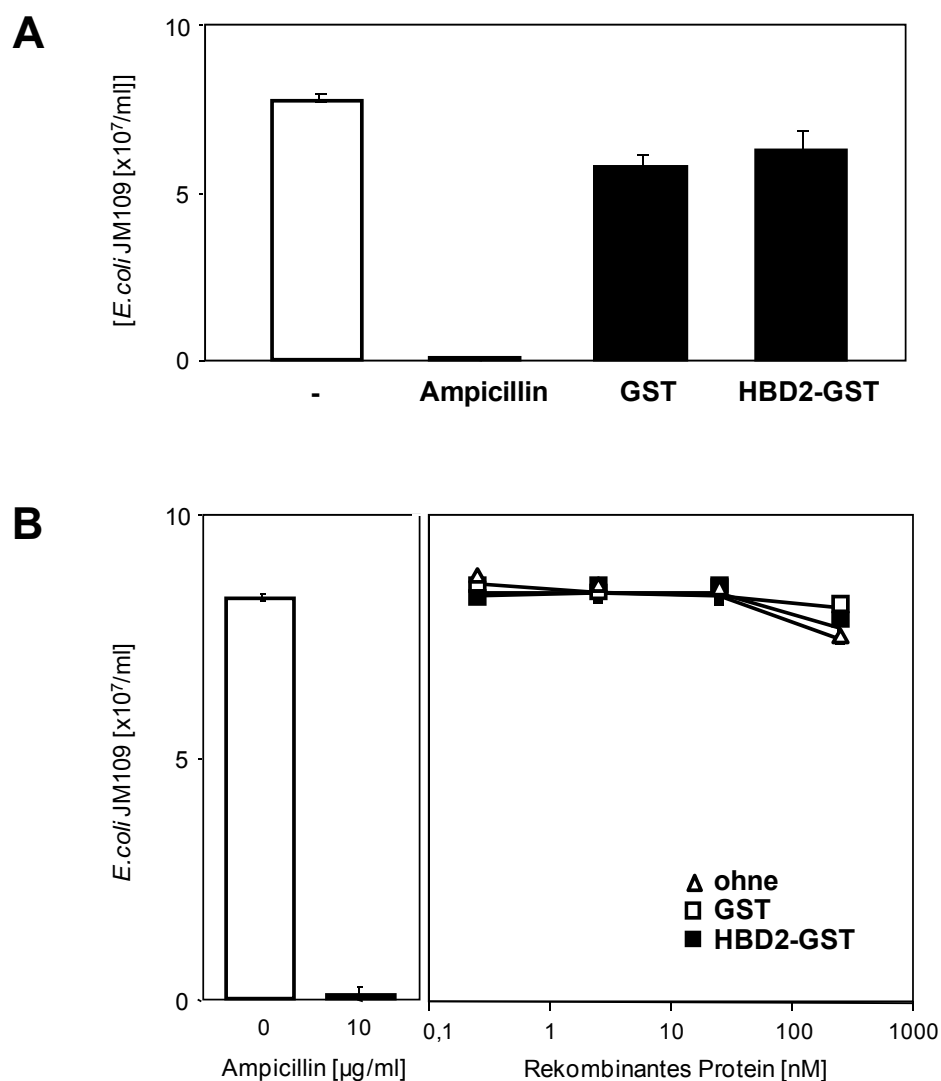 A
10
5
0
[E.coli JM109 [x10⁷/ml]]
- Ampicillin GST HBD2-GST
B
10
5
0
E.coli JM109 [x10⁷/ml]
ohne
GST
HBD2-GST
0 10
Ampicillin [µg/ml]
0,1 1 10 100 1000
Rekombinantes Protein [nM]